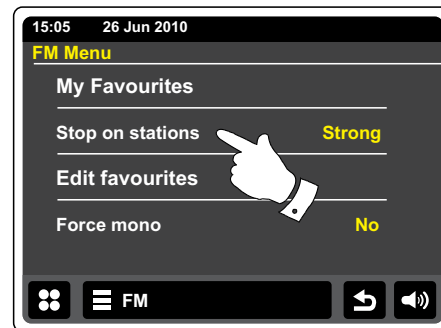 15:05 26 Jun 2010
FM Menu
My Favourites
Stop on stations Strong
Edit favourites
Force mono No
FM